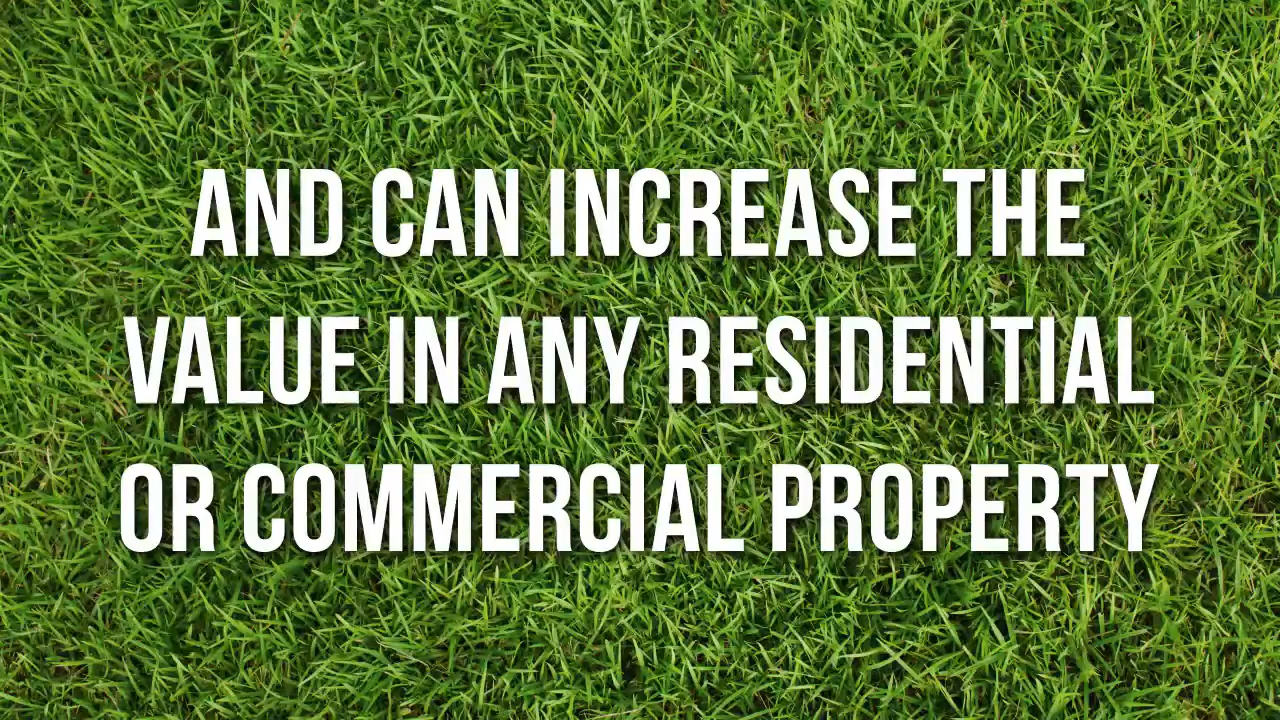 AND CAN INCREASE THE
VALUE IN ANY RESIDENTIAL
OR COMMERCIAL PROPERTY